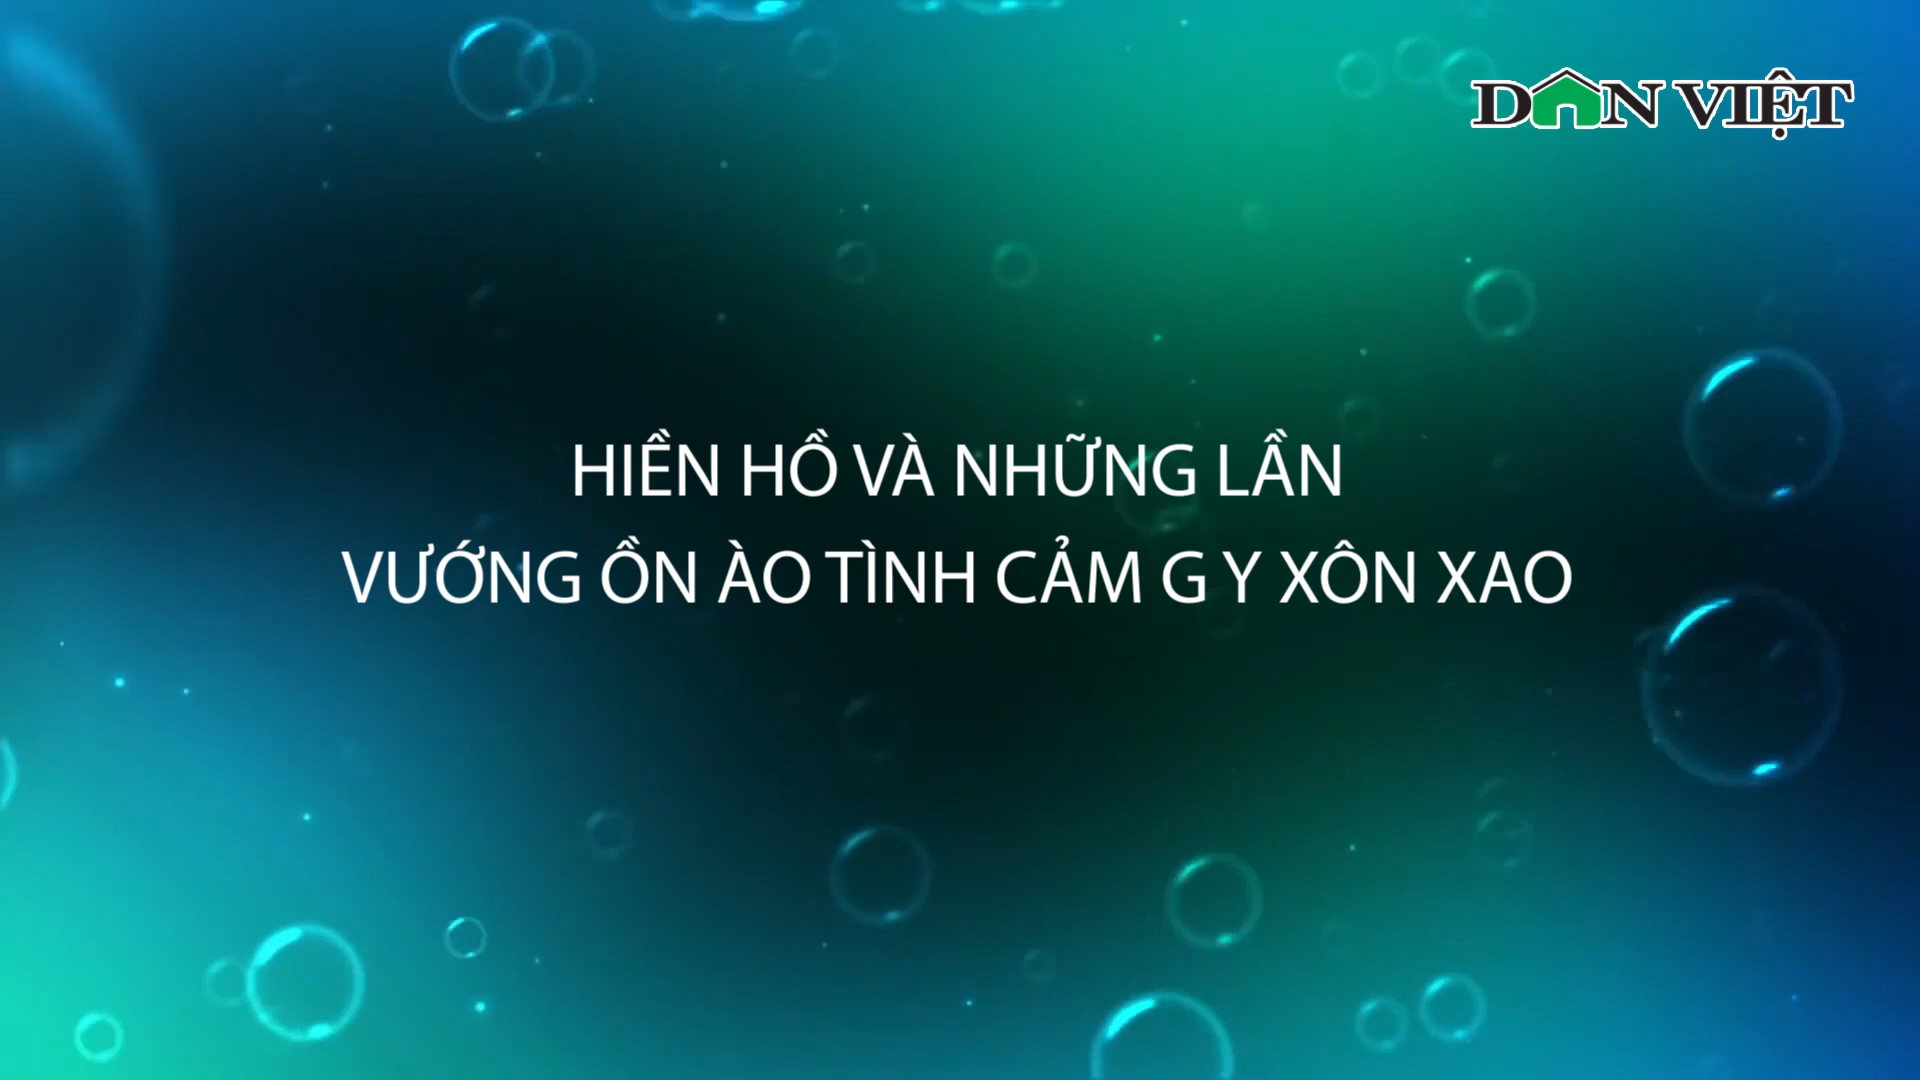 DÂN VIỆT
HIỀN HỒ VÀ NHỮNG LẦN
VƯỚNG ỒN ÀO TÌNH CẢM G Y XÔN XAO